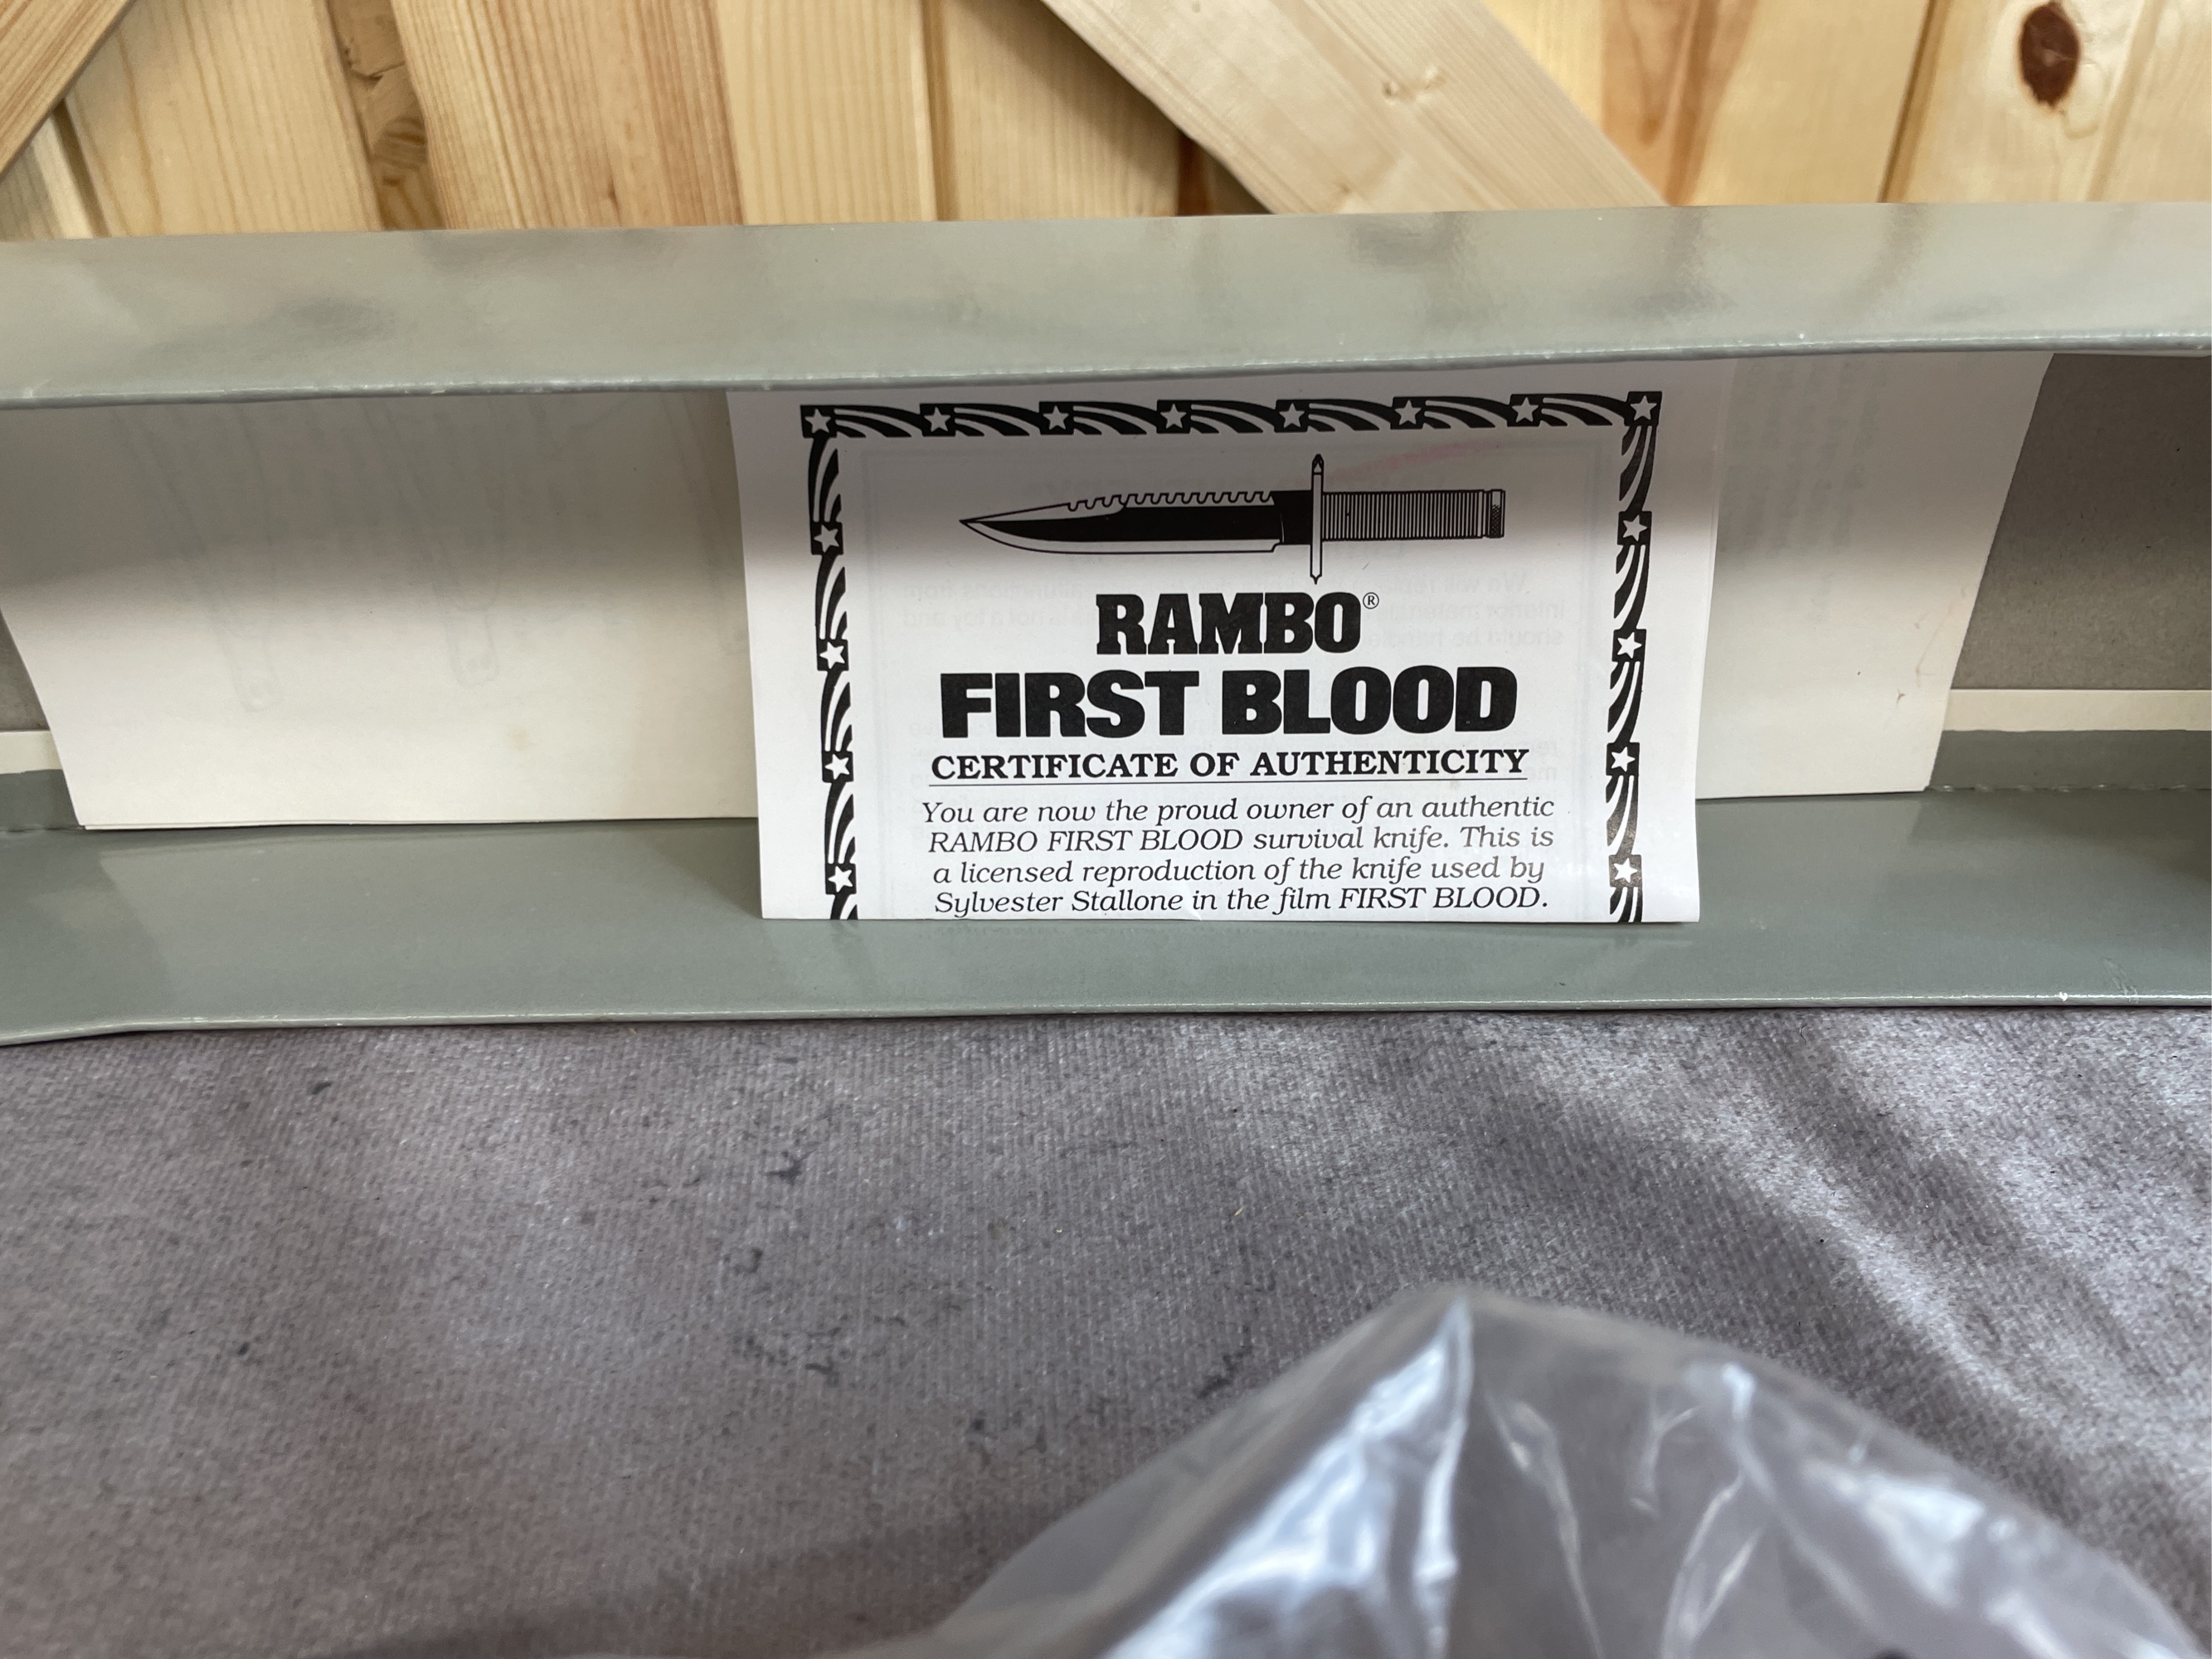 RAMBO®
FIRST BLOOD
CERTIFICATE OF AUTHENTICITY
You are now the proud owner of an authentic
RAMBO FIRST BLOOD survival knife. This is
a licensed reproduction of the knife used by
Sylvester Stallone in the film FIRST BLOOD.